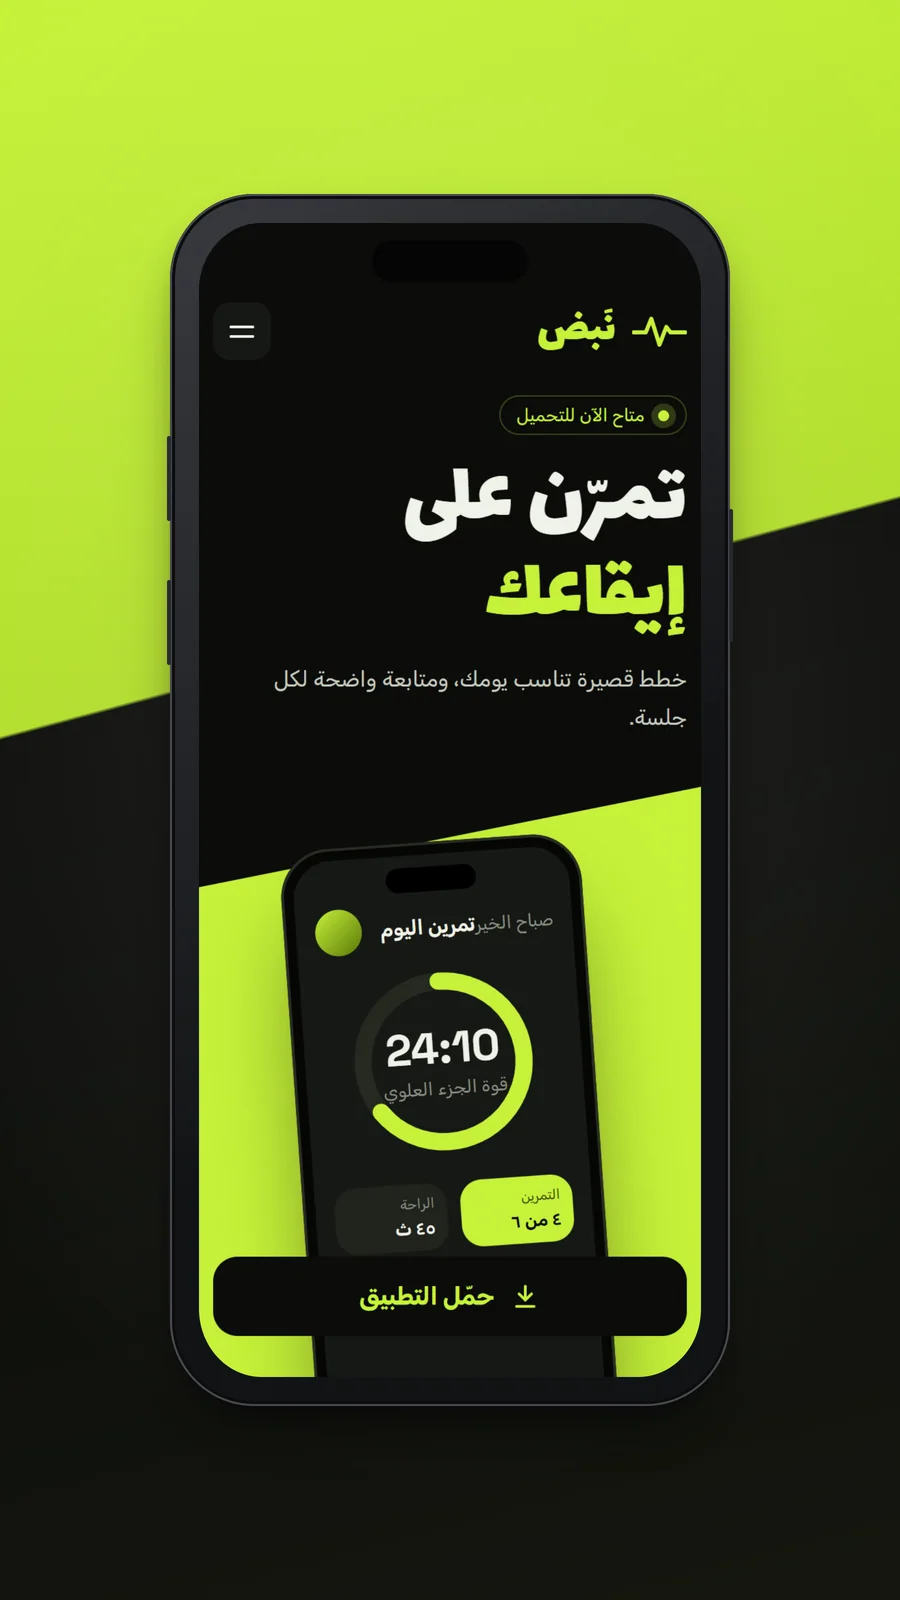 نَبض
متاح الآن للتحميل
تمرّن على
إيقاعك
خطط قصيرة تناسب يومك، ومتابعة واضحة لكل
جلسة.
صباح الخير تمرين اليوم
24:10
قوة الجزء العلوي
التمرين
٤ من ٦
الراحة
٤٥ ث
حمّل التطبيق